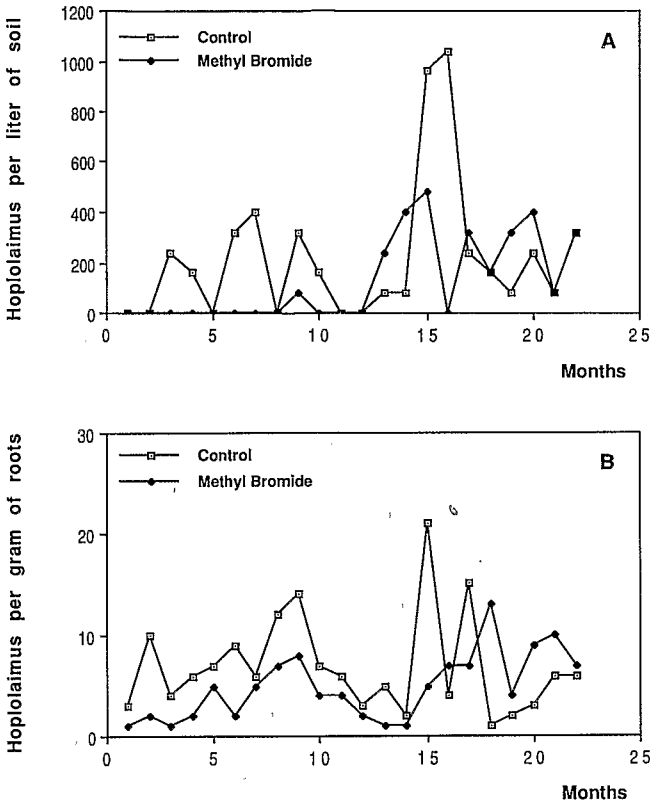 Hoplolaimus per liter of soil
1200
1000
800
600
400
200
0
Control
Methyl Bromide
A
0 5 10 15 20 25
Months
Hoplolaimus per gram of roots
30
20
10
0
Control
Methyl Bromide
B
0 5 10 15 20 25
Months